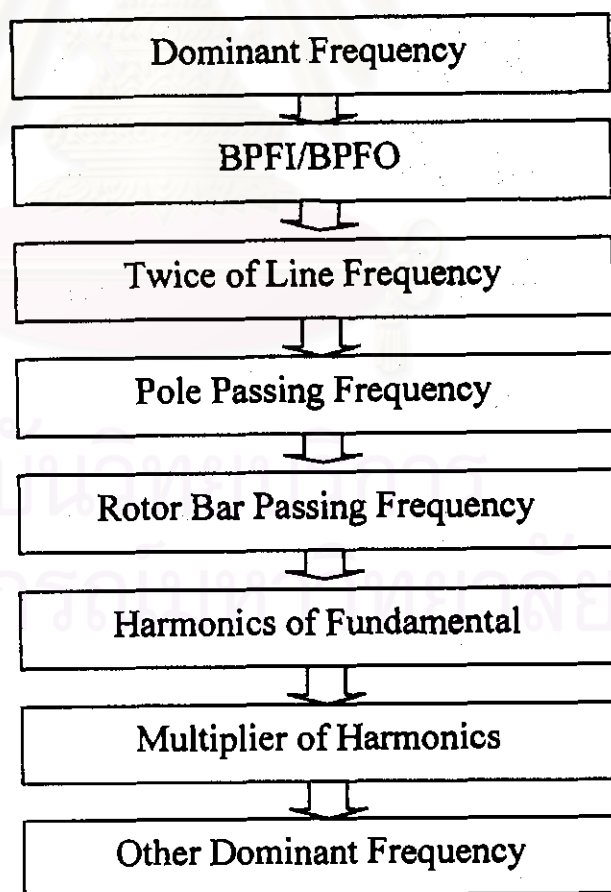 Dominant Frequency
BPFI/BPFO
Twice of Line Frequency
Pole Passing Frequency
Rotor Bar Passing Frequency
Harmonics of Fundamental
Multiplier of Harmonics
Other Dominant Frequency